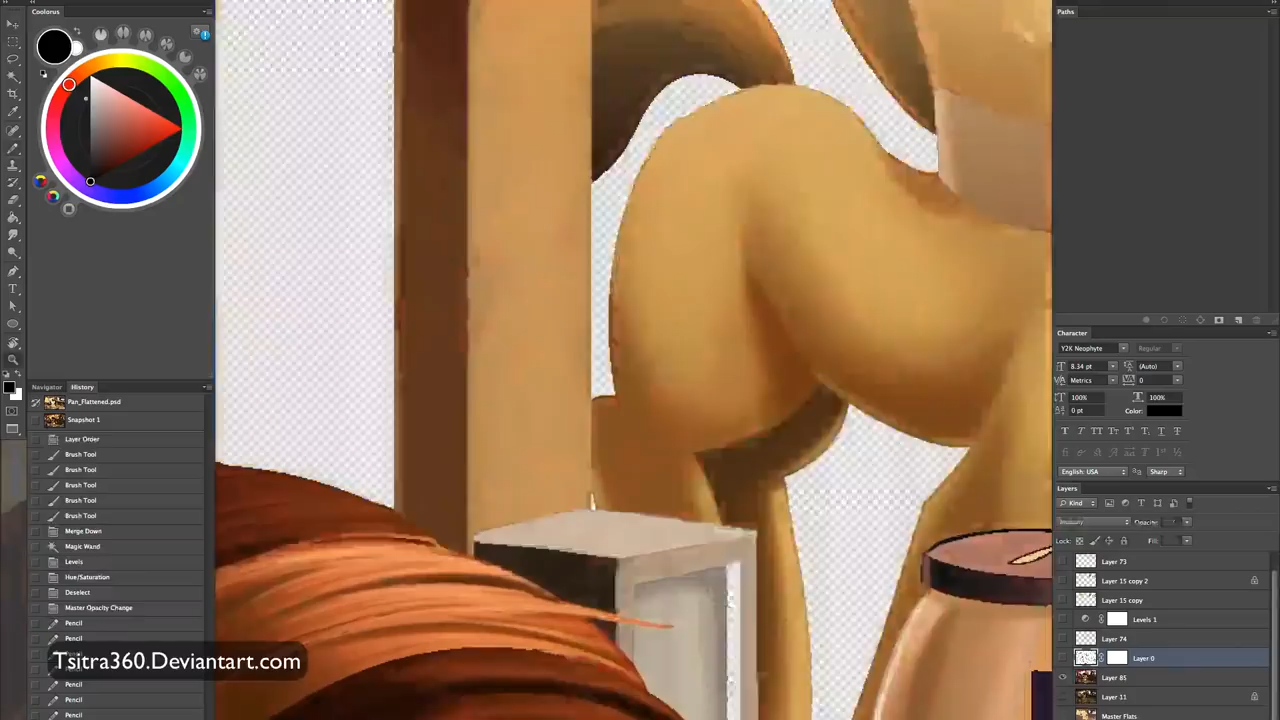 Coolorus
Paths
Character
Y2K Neophyte
Regular
8.34 pt
(Auto)
Metrics
0
100%
100%
0 pt
Color:
English: USA
Sharp
Navigator
History
Pan_Flattened.psd
Snapshot 1
Layer Order
Brush Tool
Brush Tool
Brush Tool
Brush Tool
Brush Tool
Merge Down
Magic Wand
Levels
Hue/Saturation
Deselect
Master Opacity Change
Pencil
Pencil
Pencil
Pencil
Pencil
Tsitra360.Deviantart.com
Layers
Kind
Opacity:
Lock:
Fill:
Layer 73
Layer 15 copy 2
Layer 15 copy
Levels 1
Layer 74
Layer 0
Layer 85
Layer 11
Master Flats